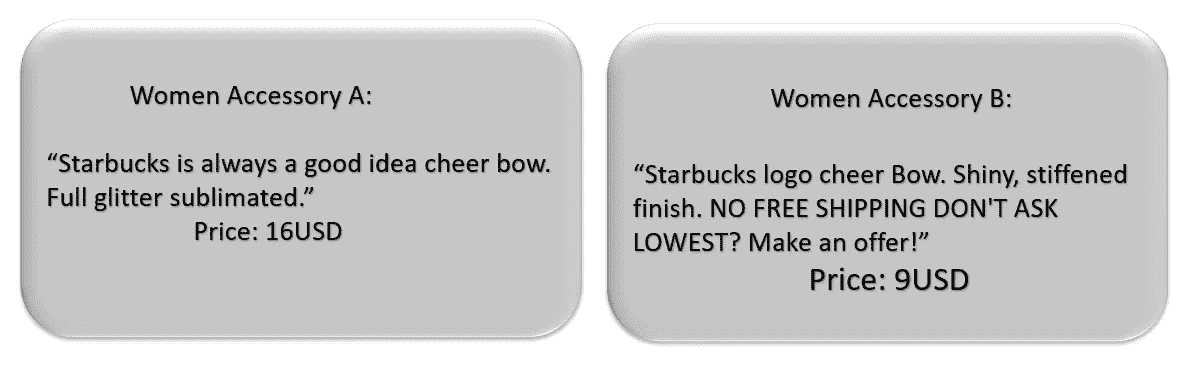 Women Accessory A:
“Starbucks is always a good idea cheer bow.
Full glitter sublimated.”
Price: 16USD
Women Accessory B:
“Starbucks logo cheer Bow. Shiny, stiffened
finish. NO FREE SHIPPING DON'T ASK
LOWEST? Make an offer!”
Price: 9USD